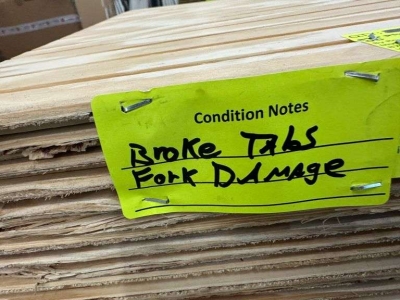 Condition Notes
Broke Tabs
Fork Damage